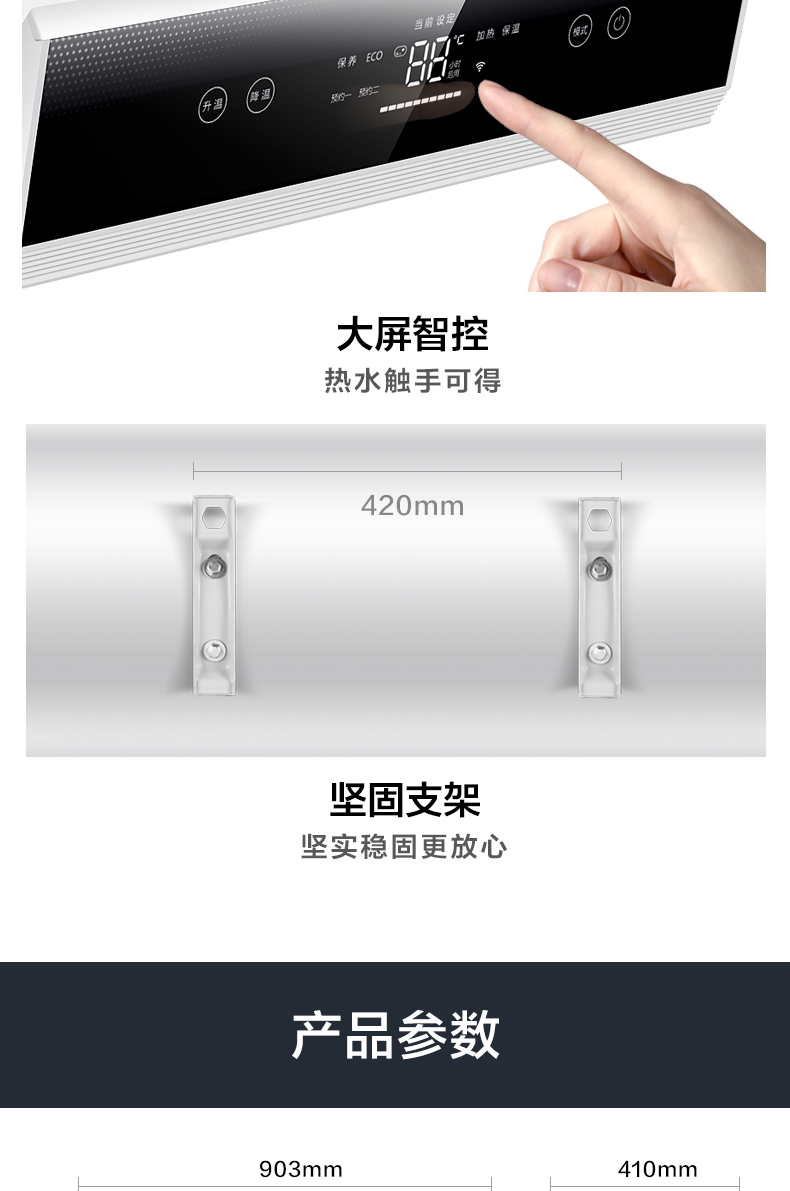 当前 设定
保养 ECO 88 °C 加热 保温 模式
小时
后用
升温 降温 预约一 预约二
大屏智控
热水触手可得
420mm
坚固支架
坚实稳固更放心
产品参数
903mm 410mm